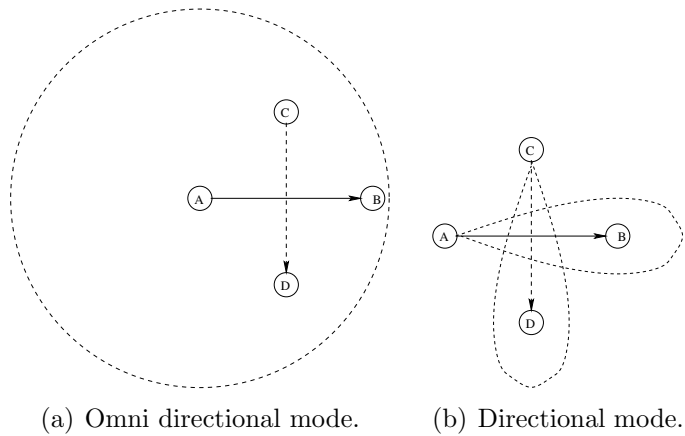 C
A
B
D
C
A
B
D
(a) Omni directional mode.
(b) Directional mode.